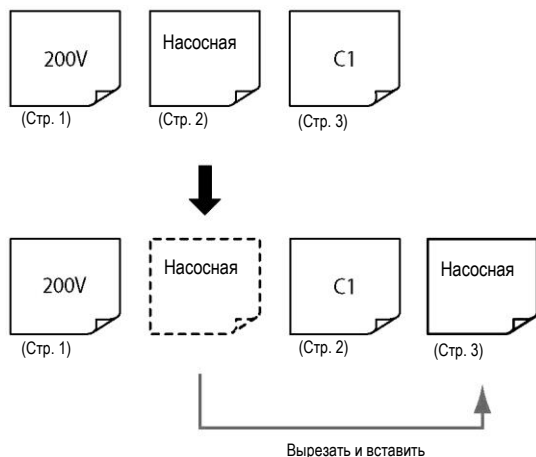 200V
Насосная
C1
(Стр. 1)
(Стр. 2)
(Стр. 3)
200V
Насосная
C1
Насосная
(Стр. 1)
(Стр. 2)
(Стр. 3)
Вырезать и вставить